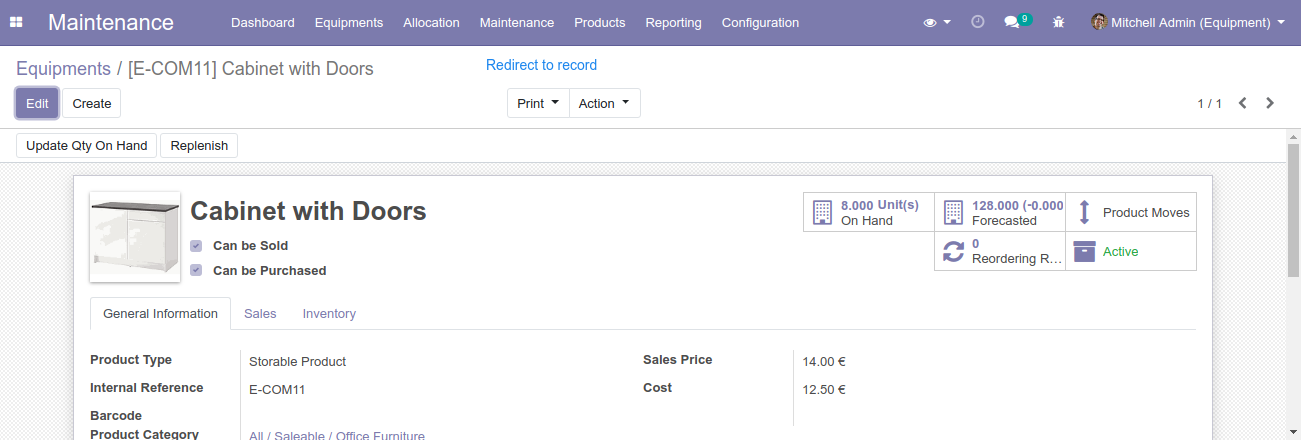 Maintenance Dashboard Equipments Allocation Maintenance Products Reporting Configuration 9 Mitchell Admin (Equipment)
Equipments / [E-COM11] Cabinet with Doors Redirect to record
Edit Create Print Action 1 / 1
Update Qty On Hand Replenish
Cabinet with Doors
8.000 Unit(s) On Hand
128.000 (-0.000 Forecasted
Product Moves
Can be Sold
Can be Purchased
0 Reordering R...
Active
General Information Sales Inventory
Product Type Storable Product
Sales Price 14.00 €
Internal Reference E-COM11
Cost 12.50 €
Barcode
Product Category All / Saleable / Office Furniture